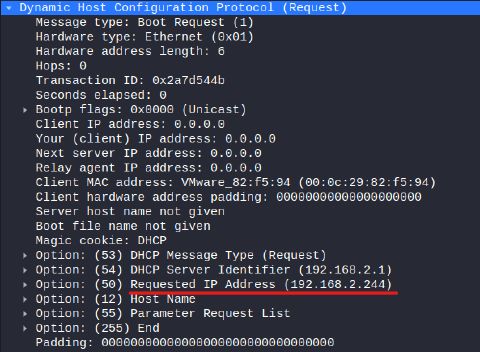 Dynamic Host Configuration Protocol (Request)
Message type: Boot Request (1)
Hardware type: Ethernet (0x01)
Hardware address length: 6
Hops: 0
Transaction ID: 0x2a7d544b
Seconds elapsed: 0
Bootp flags: 0x0000 (Unicast)
Client IP address: 0.0.0.0
Your (client) IP address: 0.0.0.0
Next server IP address: 0.0.0.0
Relay agent IP address: 0.0.0.0
Client MAC address: VMware_82:f5:94 (00:0c:29:82:f5:94)
Client hardware address padding: 00000000000000000000
Server host name not given
Boot file name not given
Magic cookie: DHCP
Option: (53) DHCP Message Type (Request)
Option: (54) DHCP Server Identifier (192.168.2.1)
Option: (50) Requested IP Address (192.168.2.244)
Option: (12) Host Name
Option: (55) Parameter Request List
Option: (255) End
Padding: 00000000000000000000000000000000